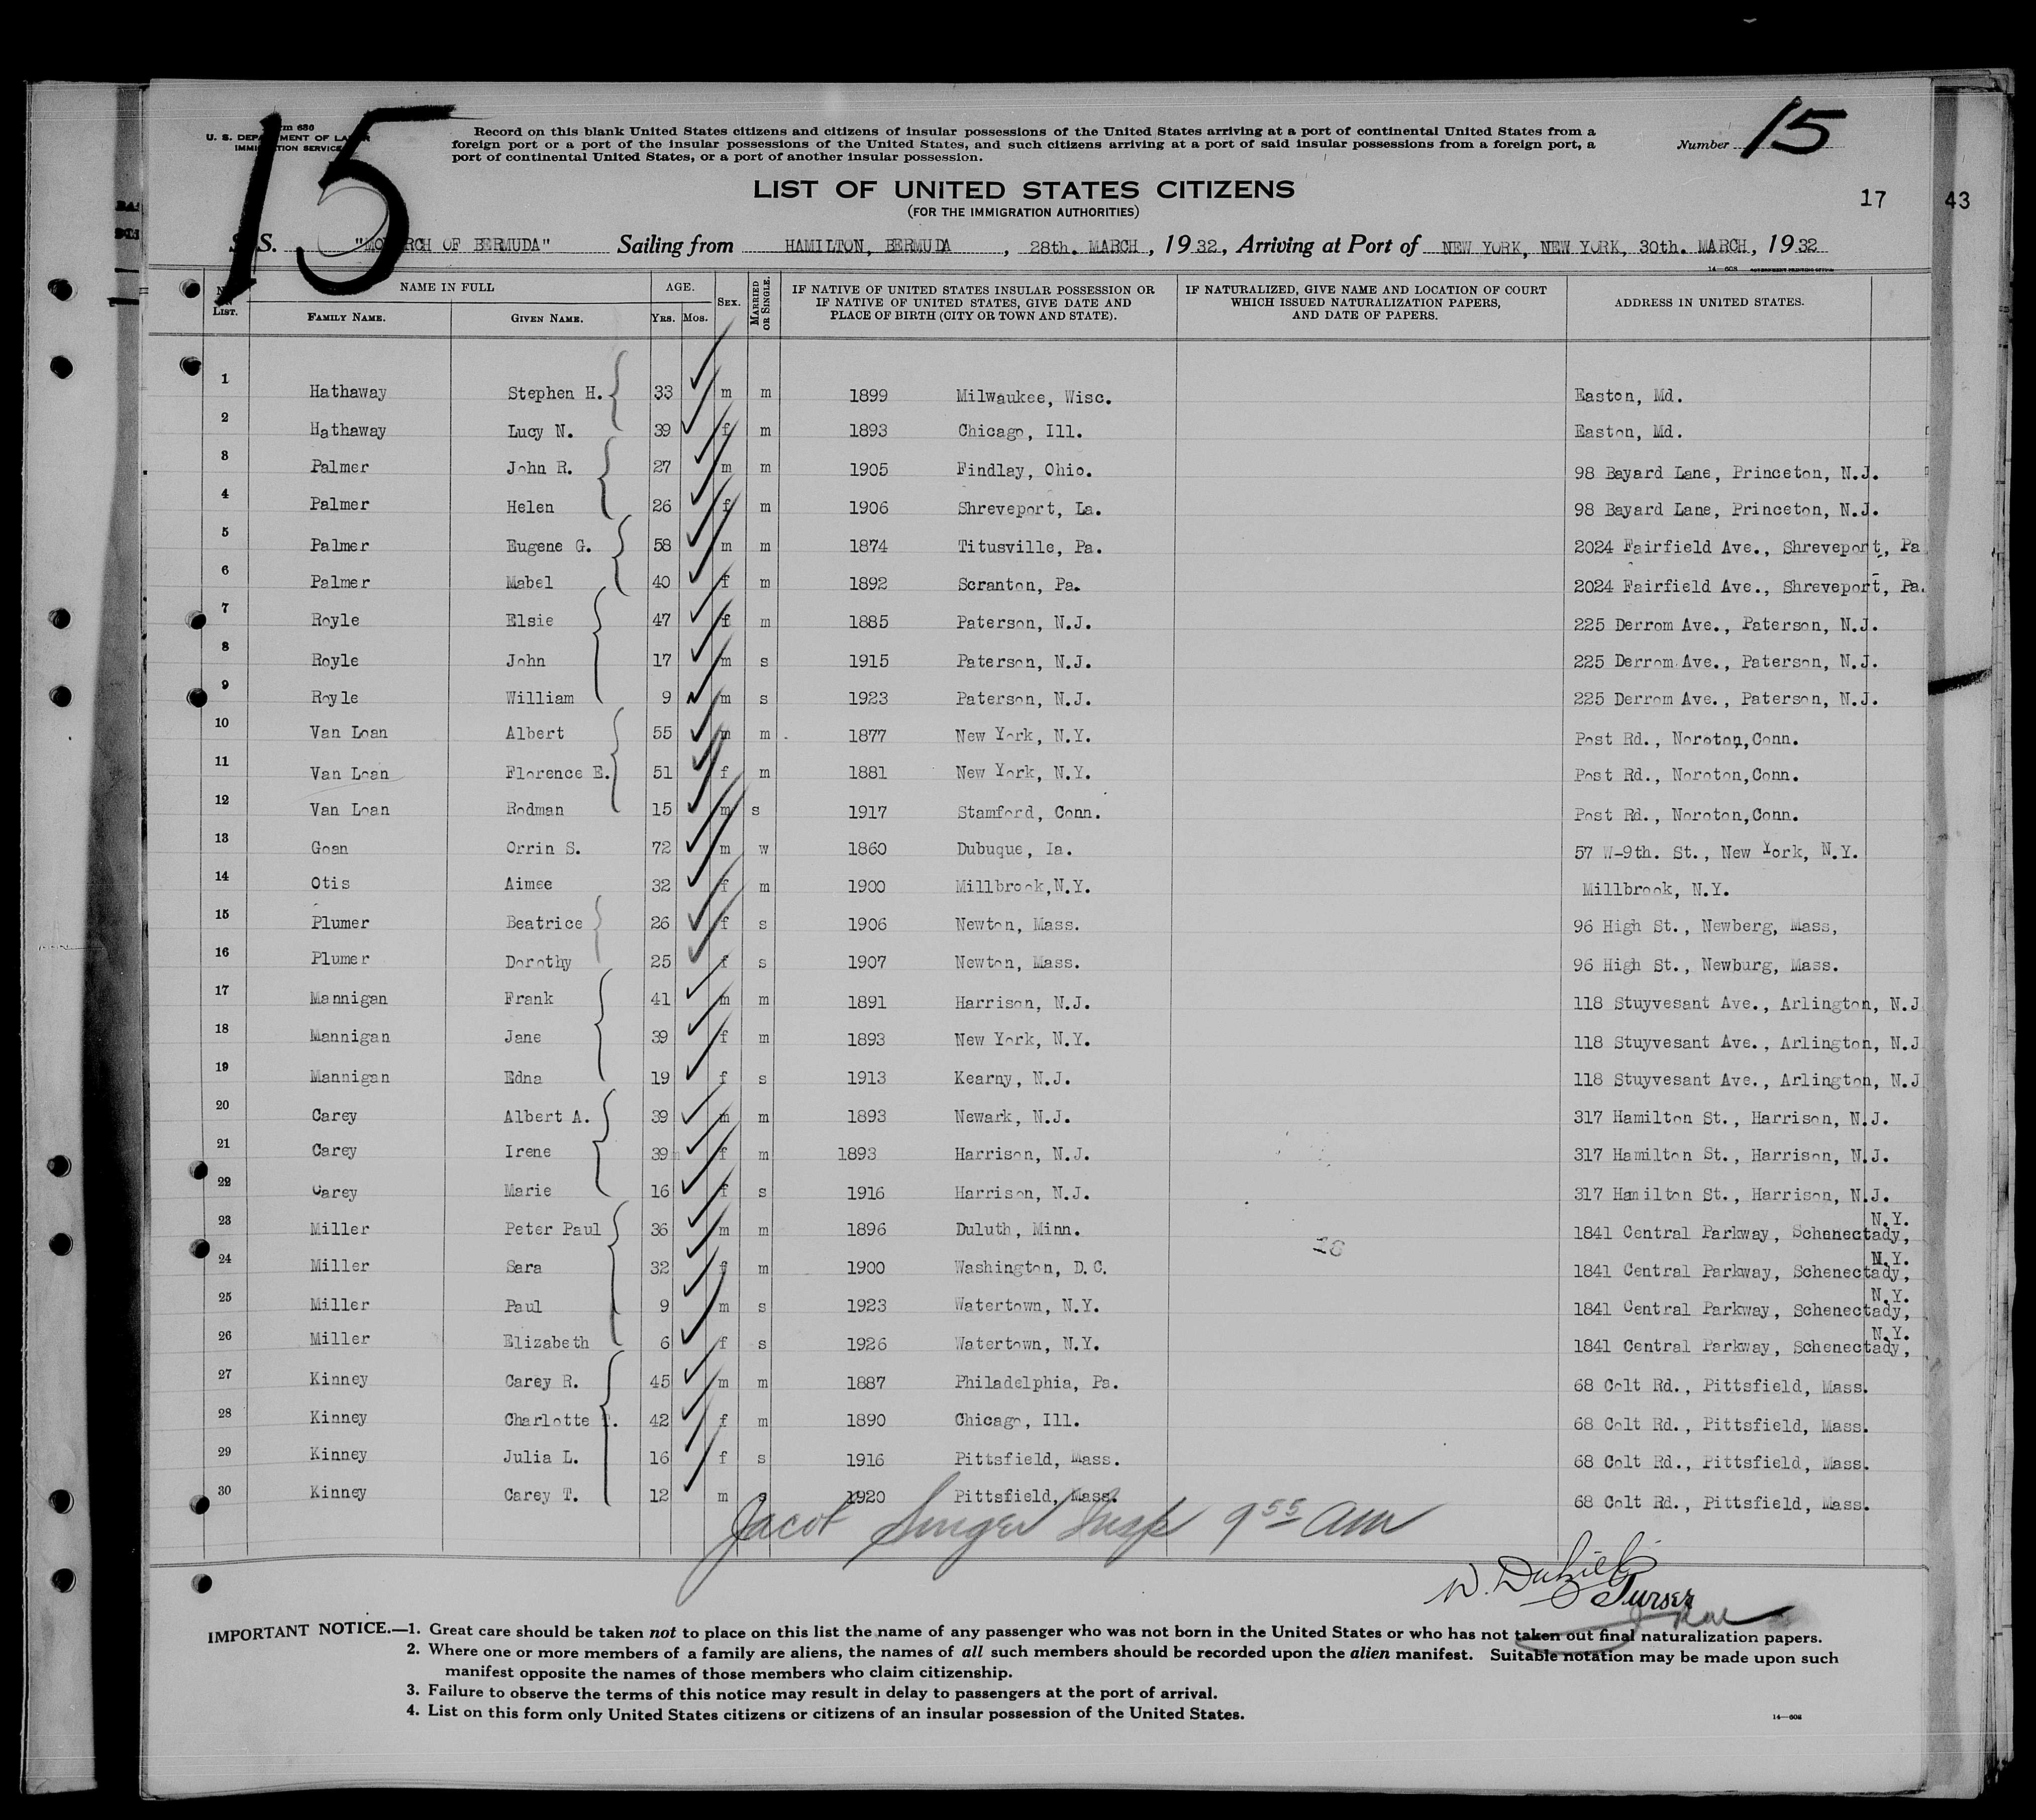 15
Form 630
U. S. DEPARTMENT OF LABOR
IMMIGRATION SERVICE
Record on this blank United States citizens and citizens of insular possessions of the United States arriving at a port of continental United States from a
foreign port or a port of the insular possessions of the United States, and such citizens arriving at a port of said insular possessions from a foreign port, a
port of continental United States, or a port of another insular possession.
Number 15
LIST OF UNITED STATES CITIZENS
(FOR THE IMMIGRATION AUTHORITIES)
17 43
S.S. "MONARCH OF BERMUDA" Sailing from HAMILTON, BERMUDA, 28th. MARCH, 1932, Arriving at Port of NEW YORK, NEW YORK, 30th. MARCH, 1932
14—608 GOVERNMENT PRINTING OFFICE
No. on List. NAME IN FULL FAMILY NAME. GIVEN NAME. AGE. YRS. MOS. SEX. MARRIED OR SINGLE. IF NATIVE OF UNITED STATES INSULAR POSSESSION OR IF NATIVE OF UNITED STATES, GIVE DATE AND PLACE OF BIRTH (CITY OR TOWN AND STATE). IF NATURALIZED, GIVE NAME AND LOCATION OF COURT WHICH ISSUED NATURALIZATION PAPERS, AND DATE OF PAPERS. ADDRESS IN UNITED STATES.
1 Hathaway Stephen H. 33 m m 1899 Milwaukee, Wisc. Easton, Md.
2 Hathaway Lucy N. 39 f m 1893 Chicago, Ill. Easton, Md.
3 Palmer John R. 27 m m 1905 Findlay, Ohio. 98 Bayard Lane, Princeton, N.J.
4 Palmer Helen 26 f m 1906 Shreveport, La. 98 Bayard Lane, Princeton, N.J.
5 Palmer Eugene G. 58 m m 1874 Titusville, Pa. 2024 Fairfield Ave., Shreveport, Pa
6 Palmer Mabel 40 f m 1892 Scranton, Pa. 2024 Fairfield Ave., Shreveport, Pa.
7 Royle Elsie 47 f m 1885 Paterson, N.J. 225 Derrom Ave., Paterson, N.J.
8 Royle John 17 m s 1915 Paterson, N.J. 225 Derrom Ave., Paterson, N.J.
9 Royle William 9 m s 1923 Paterson, N.J. 225 Derrom Ave., Paterson, N.J.
10 Van Loan Albert 55 m m 1877 New York, N.Y. Post Rd., Noroton,Conn.
11 Van Loan Florence E. 51 f m 1881 New York, N.Y. Post Rd., Noroton,Conn.
12 Van Loan Rodman 15 m s 1917 Stamford, Conn. Post Rd., Noroton,Conn.
13 Goan Orrin S. 72 m w 1860 Dubuque, Ia. 57 W-9th. St., New York, N.Y.
14 Otis Aimee 32 f m 1900 Millbrook,N.Y. Millbrook, N.Y.
15 Plumer Beatrice 26 f s 1906 Newton, Mass. 96 High St., Newberg, Mass,
16 Plumer Dorothy 25 f s 1907 Newton, Mass. 96 High St., Newburg, Mass.
17 Mannigan Frank 41 m m 1891 Harrison, N.J. 118 Stuyvesant Ave., Arlington, N.J
18 Mannigan Jane 39 f m 1893 New York, N.Y. 118 Stuyvesant Ave., Arlington, N.J
19 Mannigan Edna 19 f s 1913 Kearny, N.J. 118 Stuyvesant Ave., Arlington, N.J
20 Carey Albert A. 39 m m 1893 Newark, N.J. 317 Hamilton St., Harrison, N.J.
21 Carey Irene 39 f m 1893 Harrison, N.J. 317 Hamilton St., Harrison, N.J.
22 Carey Marie 16 f s 1916 Harrison, N.J. 317 Hamilton St., Harrison, N.J.
23 Miller Peter Paul 36 m m 1896 Duluth, Minn. 1841 Central Parkway, Schenectady, N.Y.
24 Miller Sara 32 f m 1900 Washington, D.C. 1841 Central Parkway, Schenectady, N.Y.
25 Miller Paul 9 m s 1923 Watertown, N.Y. 1841 Central Parkway, Schenectady, N.Y.
26 Miller Elizabeth 6 f s 1926 Watertown, N.Y. 1841 Central Parkway, Schenectady, N.Y.
27 Kinney Carey R. 45 m m 1887 Philadelphia, Pa. 68 Colt Rd., Pittsfield, Mass.
28 Kinney Charlotte 42 f m 1890 Chicago, Ill. 68 Colt Rd., Pittsfield, Mass.
29 Kinney Julia L. 16 f s 1916 Pittsfield, Mass. 68 Colt Rd., Pittsfield, Mass.
30 Kinney Carey T. 12 m s 1920 Pittsfield, Mass. 68 Colt Rd., Pittsfield, Mass.
Jacob Singer Insp 9 55 am
Purser
IMPORTANT NOTICE.—1. Great care should be taken not to place on this list the name of any passenger who was not born in the United States or who has not taken out final naturalization papers.
2. Where one or more members of a family are aliens, the names of all such members should be recorded upon the alien manifest. Suitable notation may be made upon such
manifest opposite the names of those members who claim citizenship.
3. Failure to observe the terms of this notice may result in delay to passengers at the port of arrival.
4. List on this form only United States citizens or citizens of an insular possession of the United States.
14—608